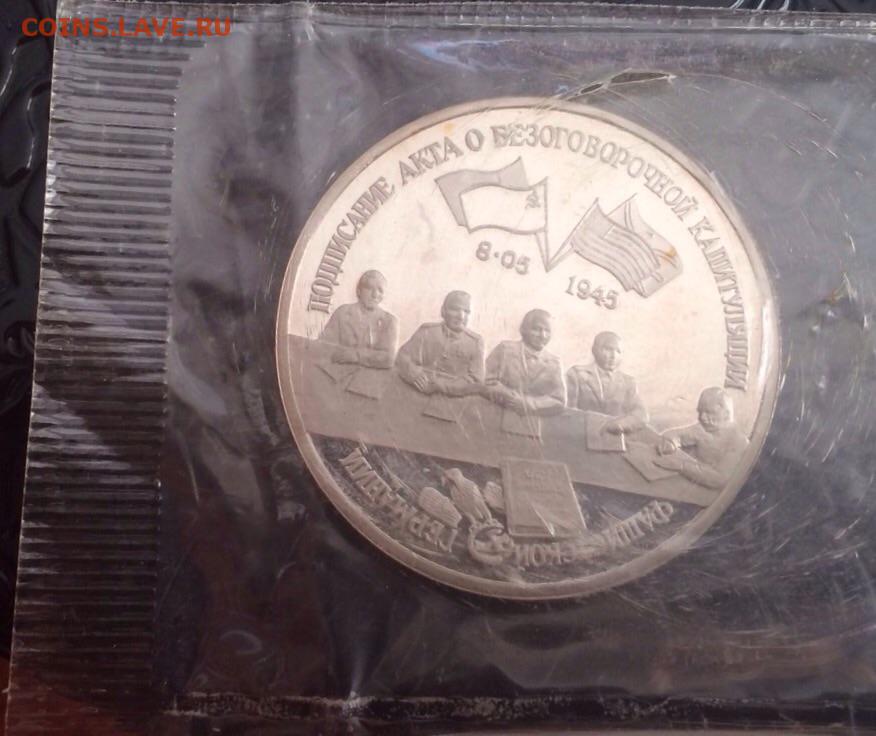 COINS.LAVE.RU
ПОДПИСАНИЕ АКТА О БЕЗОГОВОРОЧНОЙ КАПИТУЛЯЦИИ
8·05
1945
ФАШИСТСКОЙ ГЕРМАНИИ